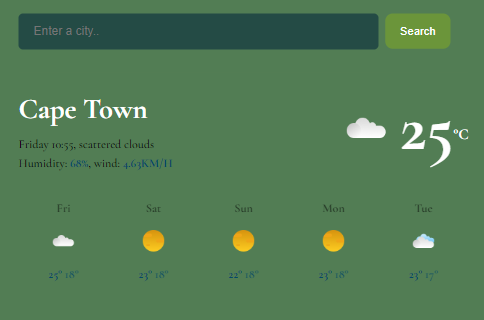 Enter a city..
Search
Cape Town
25°C
Friday 10:55, scattered clouds
Humidity: 68%, wind: 4.63KM/H
Fri Sat Sun Mon Tue
25° 18° 23° 18° 22° 18° 23° 18° 23° 17°